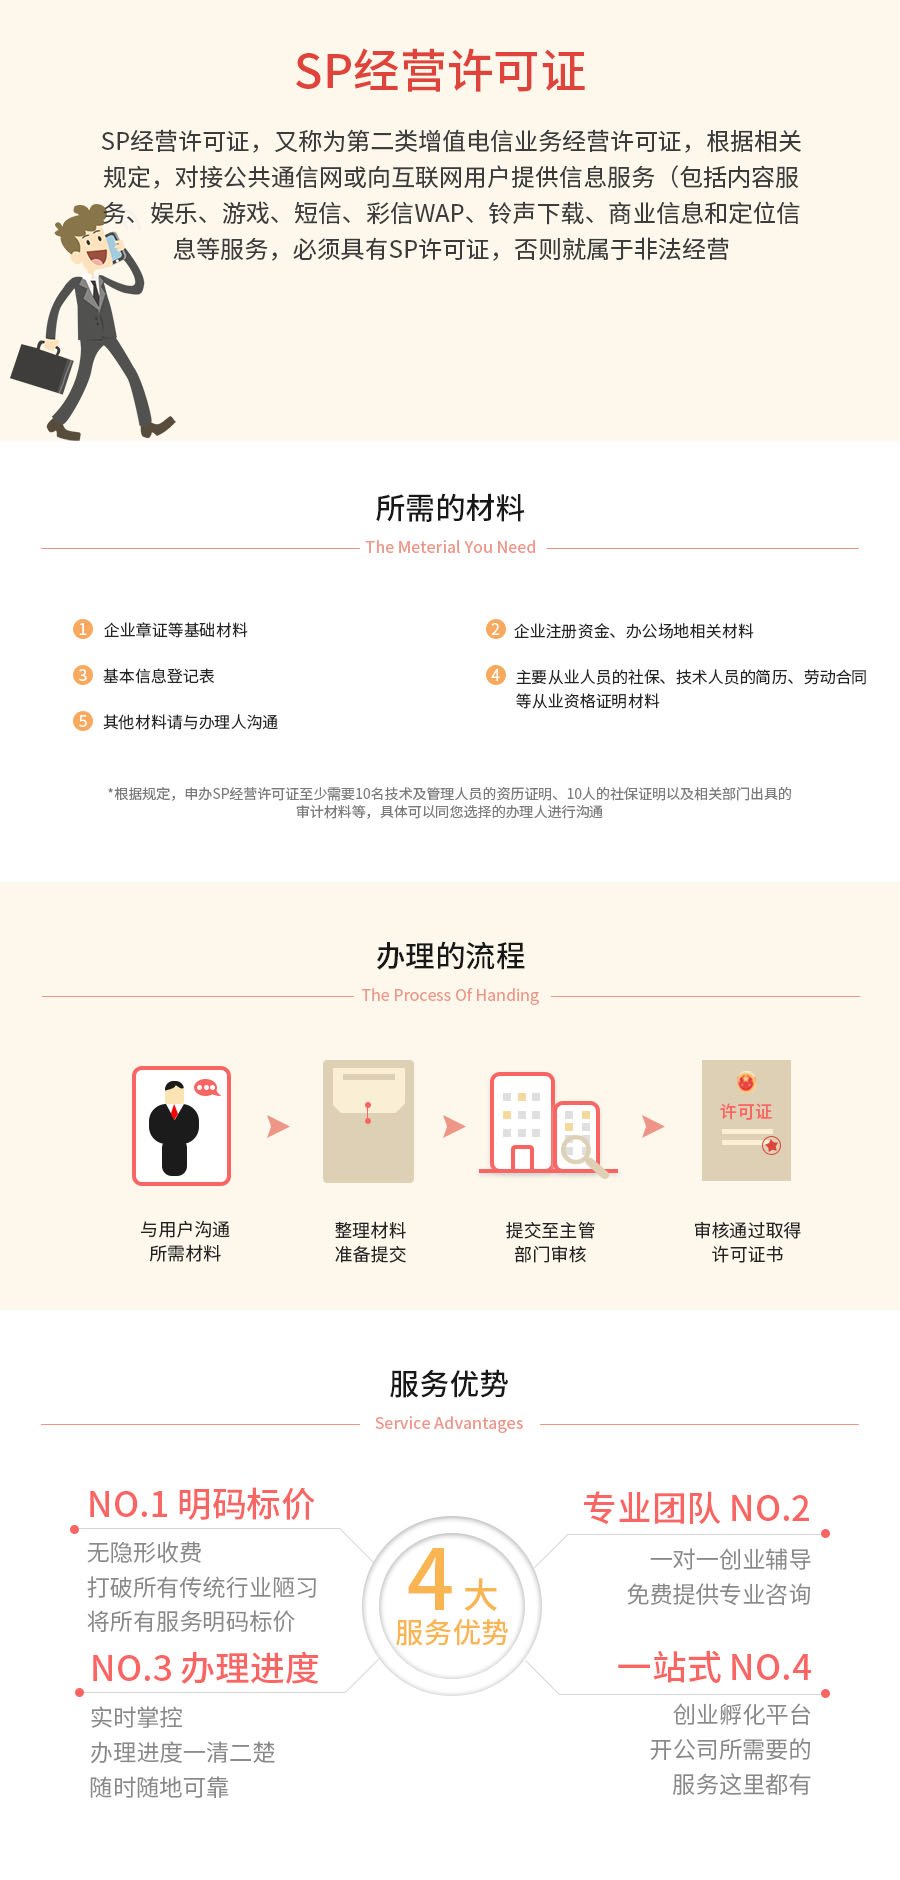 SP经营许可证
SP经营许可证，又称为第二类增值电信业务经营许可证，根据相关
规定，对接公共通信网或向互联网用户提供信息服务（包括内容服
务、娱乐、游戏、短信、彩信WAP、铃声下载、商业信息和定位信
息等服务，必须具有SP许可证，否则就属于非法经营
所需的材料
The Meterial You Need
1 企业章证等基础材料
2 企业注册资金、办公场地相关材料
3 基本信息登记表
4 主要从业人员的社保、技术人员的简历、劳动合同
等从业资格证明材料
5 其他材料请与办理人沟通
*根据规定，申办SP经营许可证至少需要10名技术及管理人员的资历证明、10人的社保证明以及相关部门出具的
审计材料等，具体可以同您选择的办理人进行沟通
办理的流程
The Process Of Handing
许可证
与用户沟通
所需材料
整理材料
准备提交
提交至主管
部门审核
审核通过取得
许可证书
服务优势
Service Advantages
NO.1 明码标价
无隐形收费
打破所有传统行业陋习
将所有服务明码标价
专业团队 NO.2
一对一创业辅导
免费提供专业咨询
4 大
服务优势
NO.3 办理进度
实时掌控
办理进度一清二楚
随时随地可靠
一站式 NO.4
创业孵化平台
开公司所需要的
服务这里都有